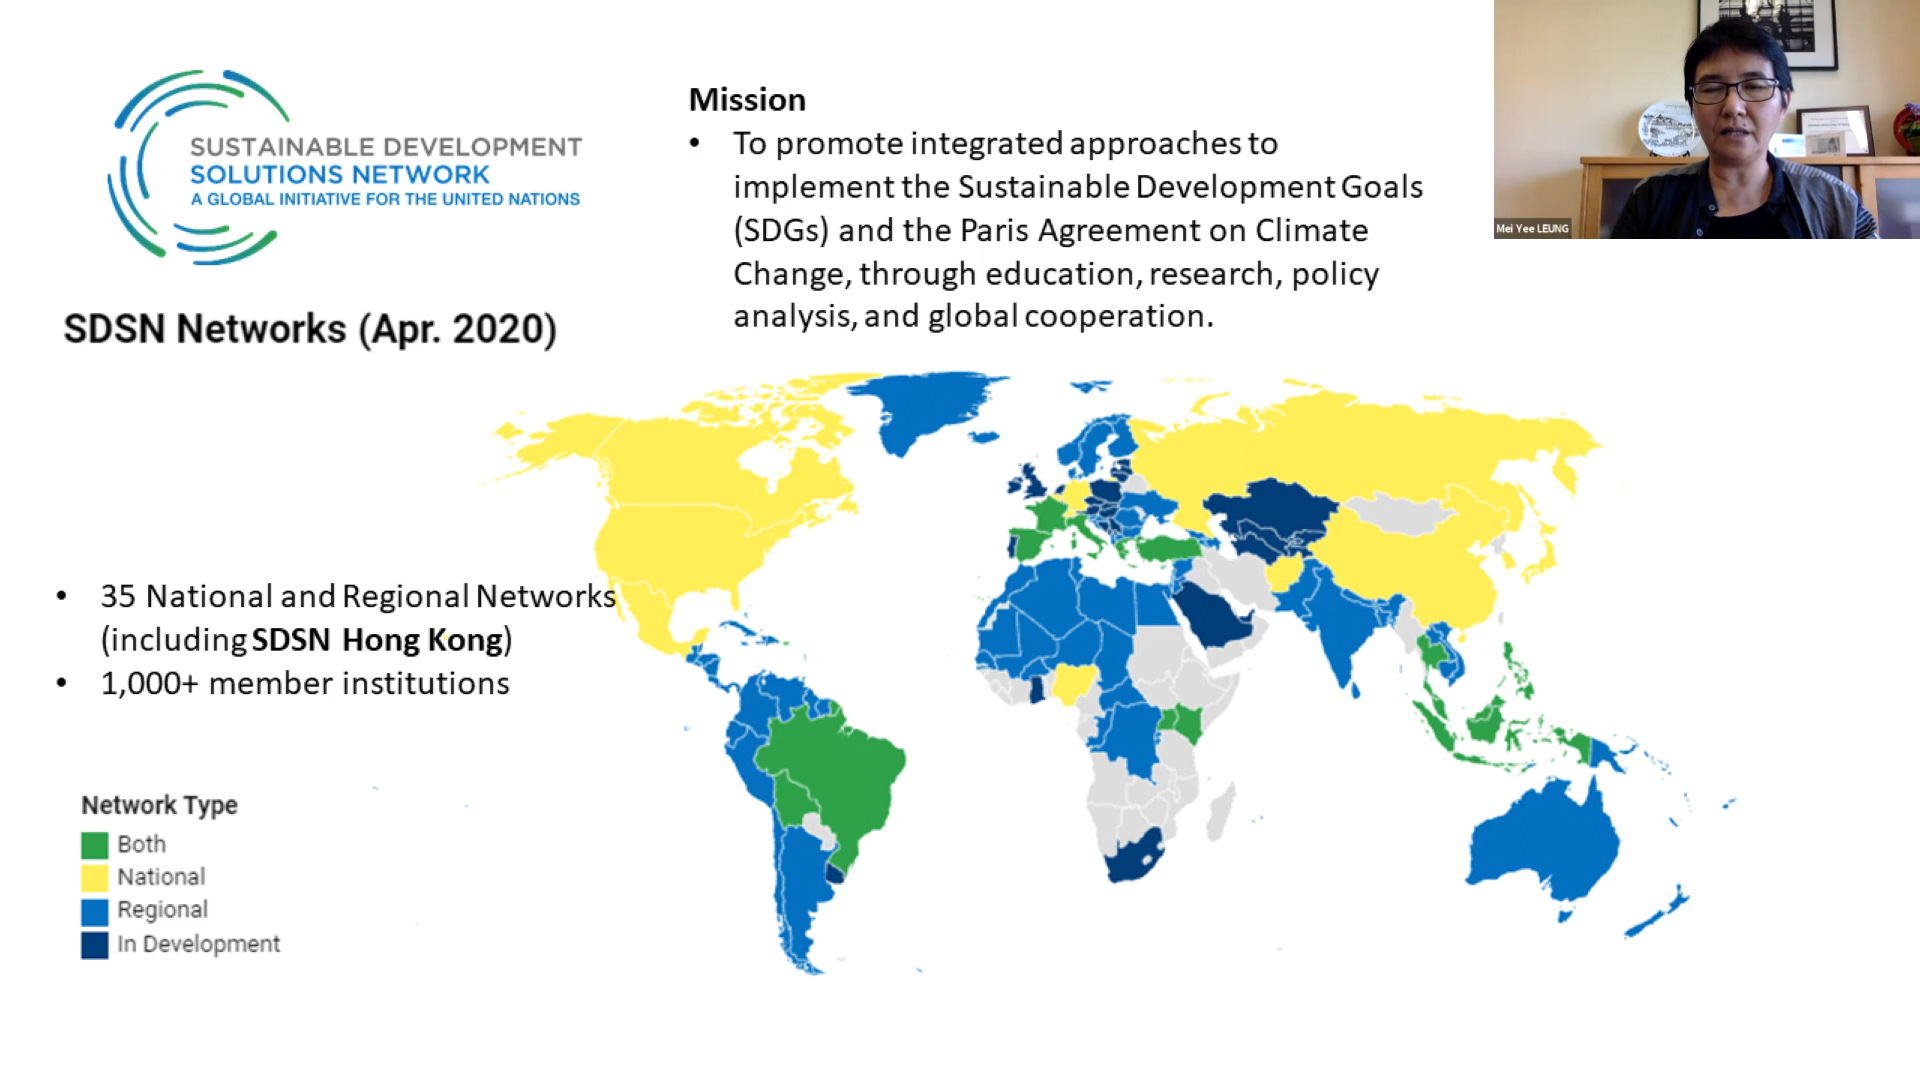 SUSTAINABLE DEVELOPMENT
SOLUTIONS NETWORK
A GLOBAL INITIATIVE FOR THE UNITED NATIONS
SDSN Networks (Apr. 2020)
Mission
• To promote integrated approaches to
implement the Sustainable Development Goals
(SDGs) and the Paris Agreement on Climate
Change, through education, research, policy
analysis, and global cooperation.
Mei Yee LEUNG
• 35 National and Regional Networks
(including SDSN Hong Kong)
• 1,000+ member institutions
Network Type
Both
National
Regional
In Development